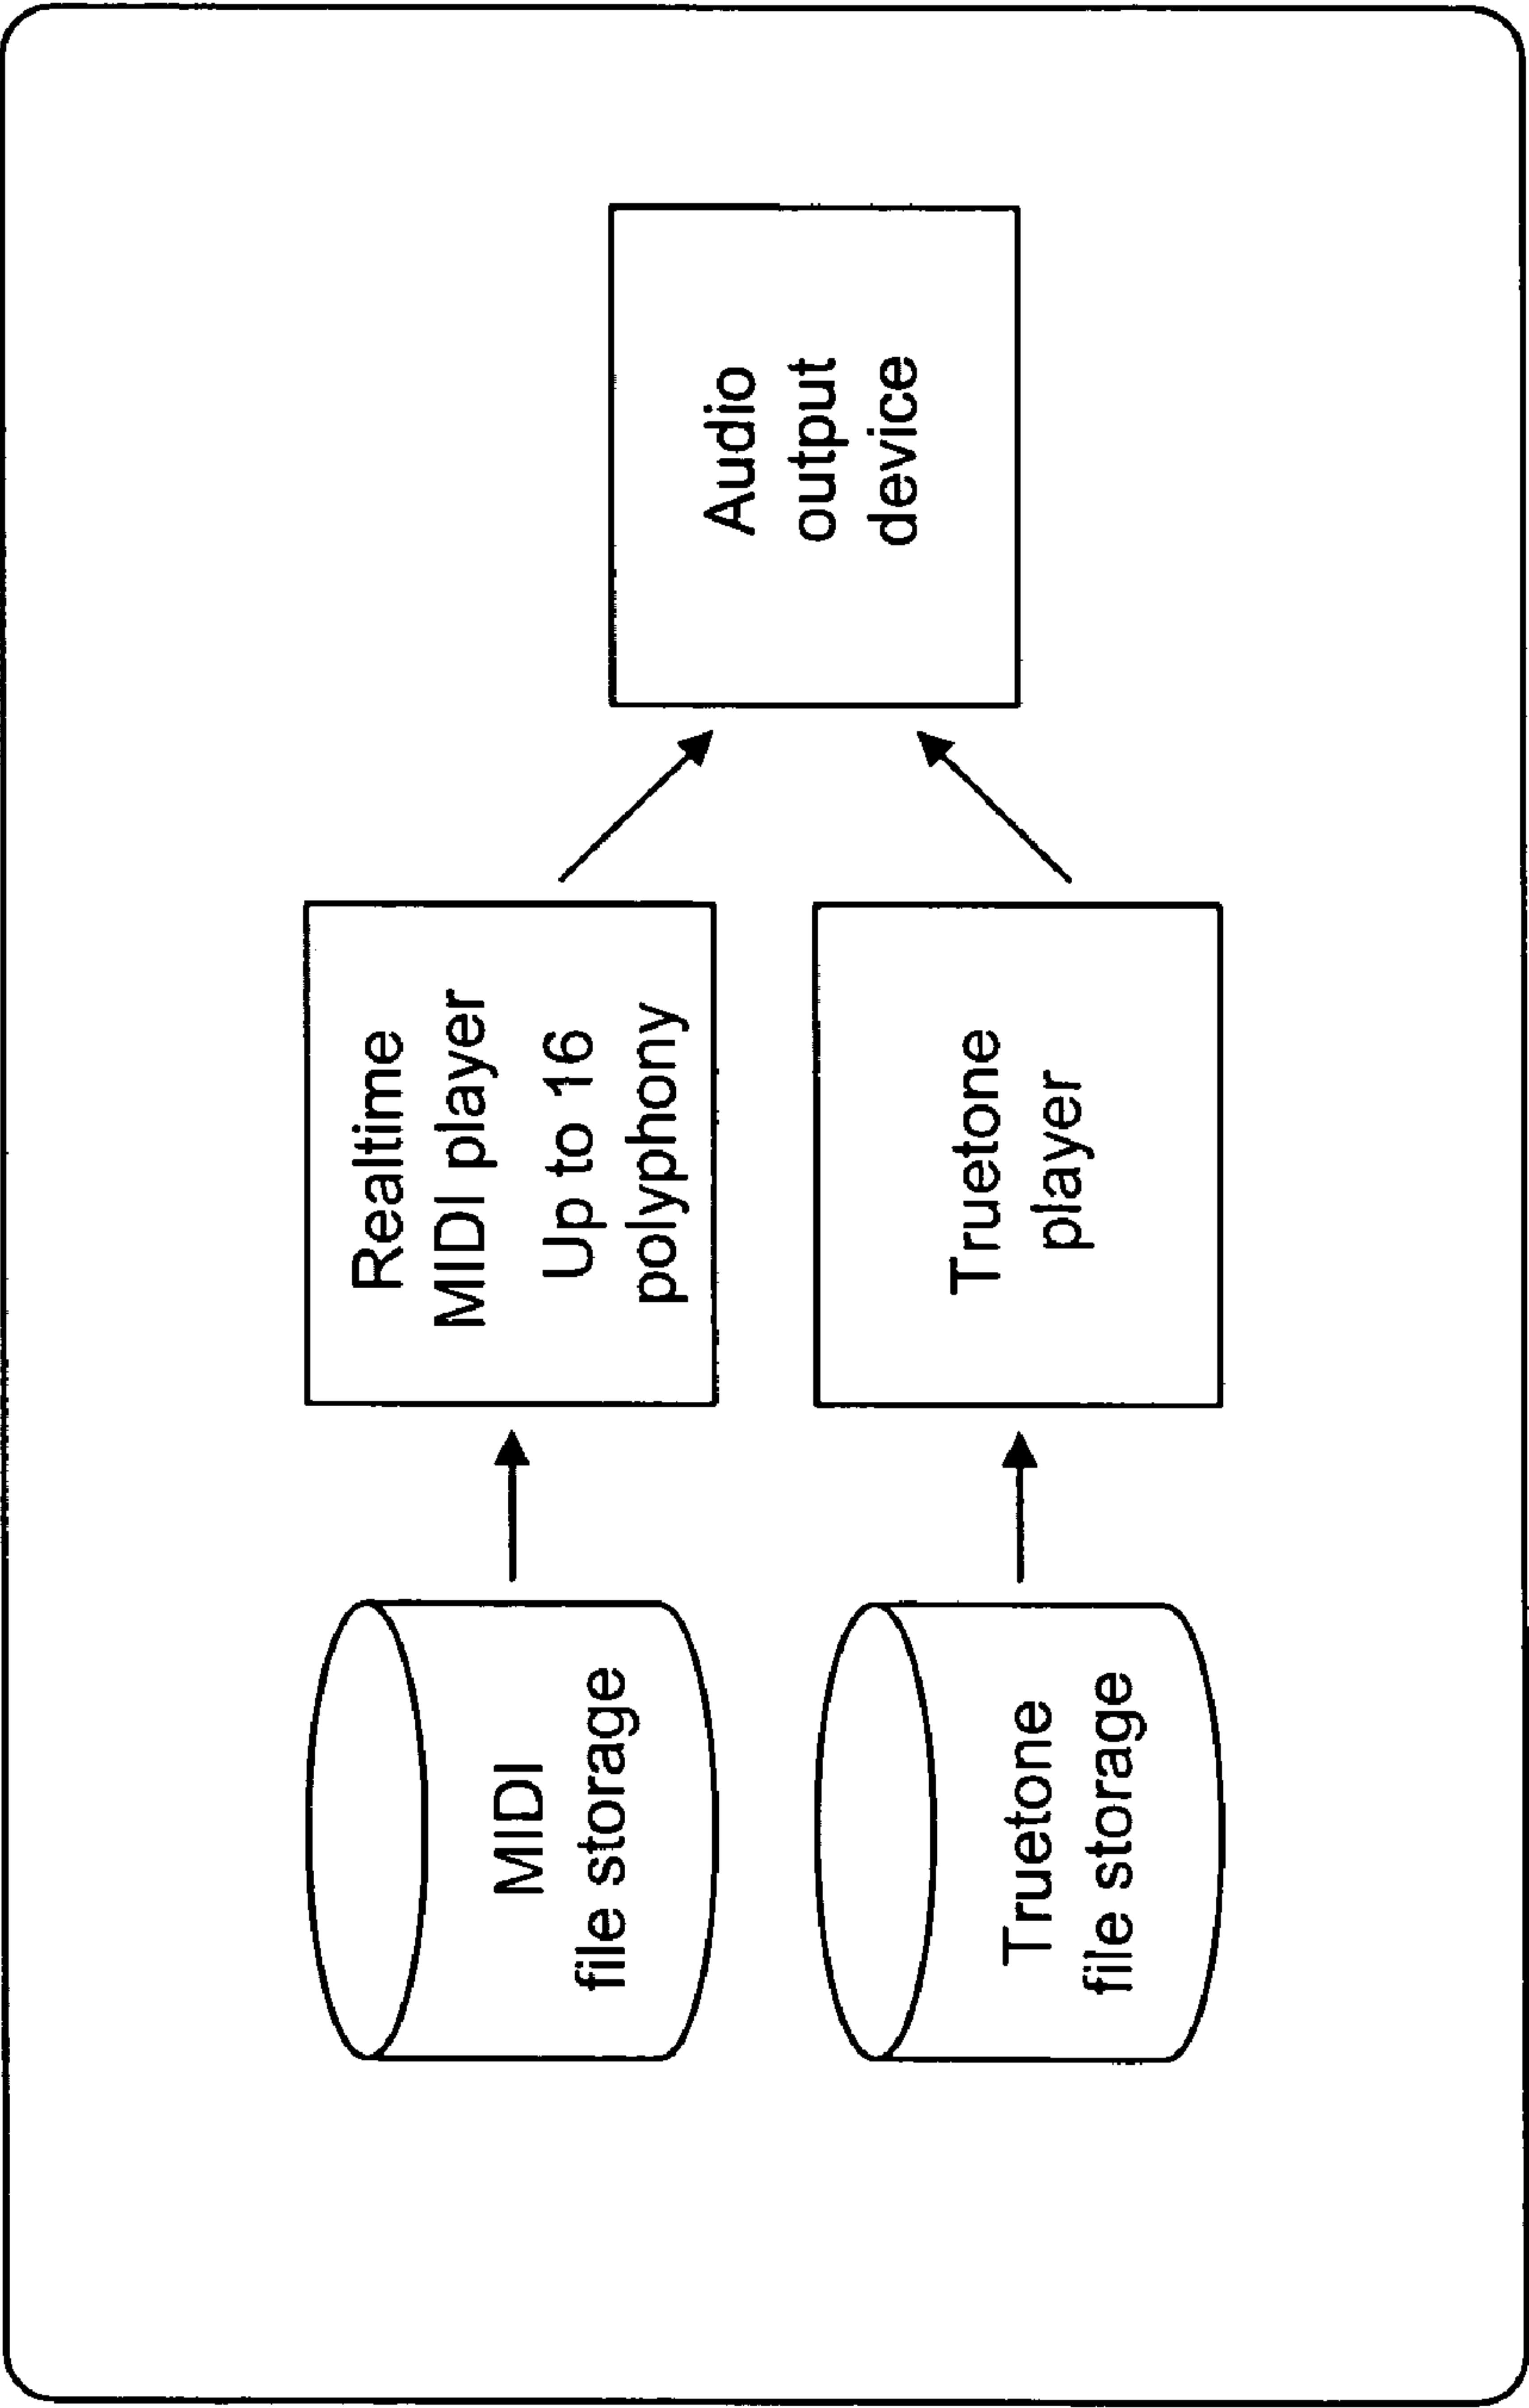 MIDI
file storage
Realtime
MIDI player
Up to 16
polyphony
Truetone
file storage
Truetone
player
Audio
output
device